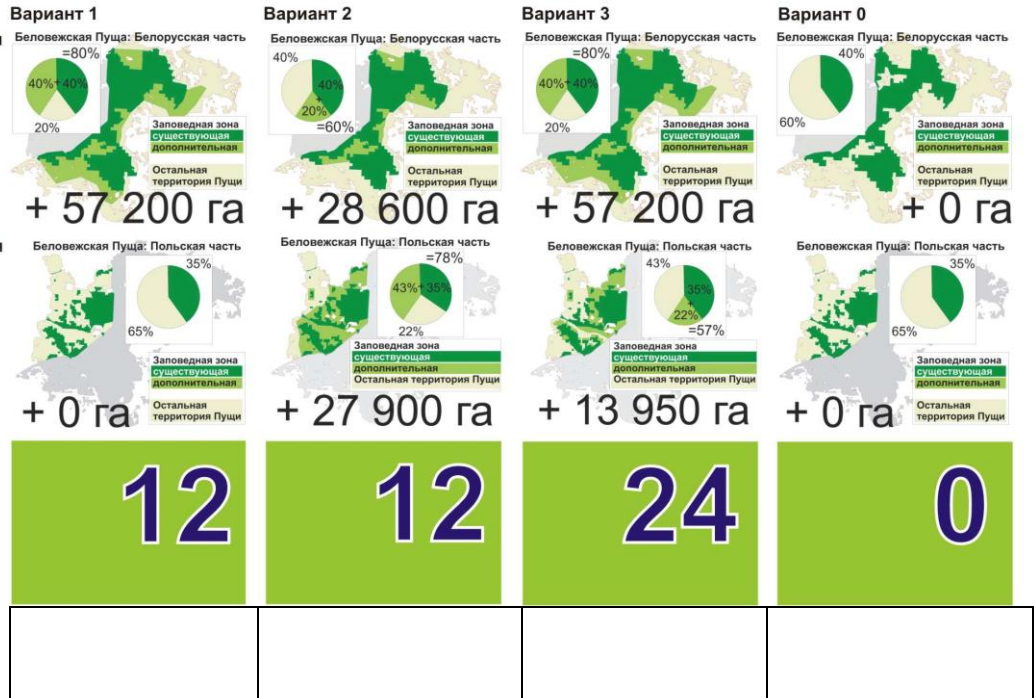 Вариант 1
Беловежская Пуща: Белорусская часть
=80%
40%+40%
20%
Заповедная зона
существующая
дополнительная
Остальная
территория Пущи
+ 57 200 га
Вариант 2
Беловежская Пуща: Белорусская часть
40%
40%
+
20%
=60%
Заповедная зона
существующая
дополнительная
Остальная
территория Пущи
+ 28 600 га
Вариант 3
Беловежская Пуща: Белорусская часть
=80%
40%+40%
20%
Заповедная зона
существующая
дополнительная
Остальная
территория Пущи
+ 57 200 га
Вариант 0
Беловежская Пуща: Белорусская часть
40%
60%
Заповедная зона
существующая
дополнительная
Остальная
территория Пущи
+ 0 га
Беловежская Пуща: Польская часть
35%
65%
Заповедная зона
существующая
дополнительная
Остальная
территория Пущи
+ 0 га
Беловежская Пуща: Польская часть
=78%
43%+35%
22%
Заповедная зона
существующая
дополнительная
Остальная территория Пущи
+ 27 900 га
Беловежская Пуща: Польская часть
43%
35%
+
22%
=57%
Заповедная зона
существующая
дополнительная
Остальная территория Пущи
+ 13 950 га
Беловежская Пуща: Польская часть
35%
65%
Заповедная зона
существующая
дополнительная
Остальная
территория Пущи
+ 0 га
12
12
24
0